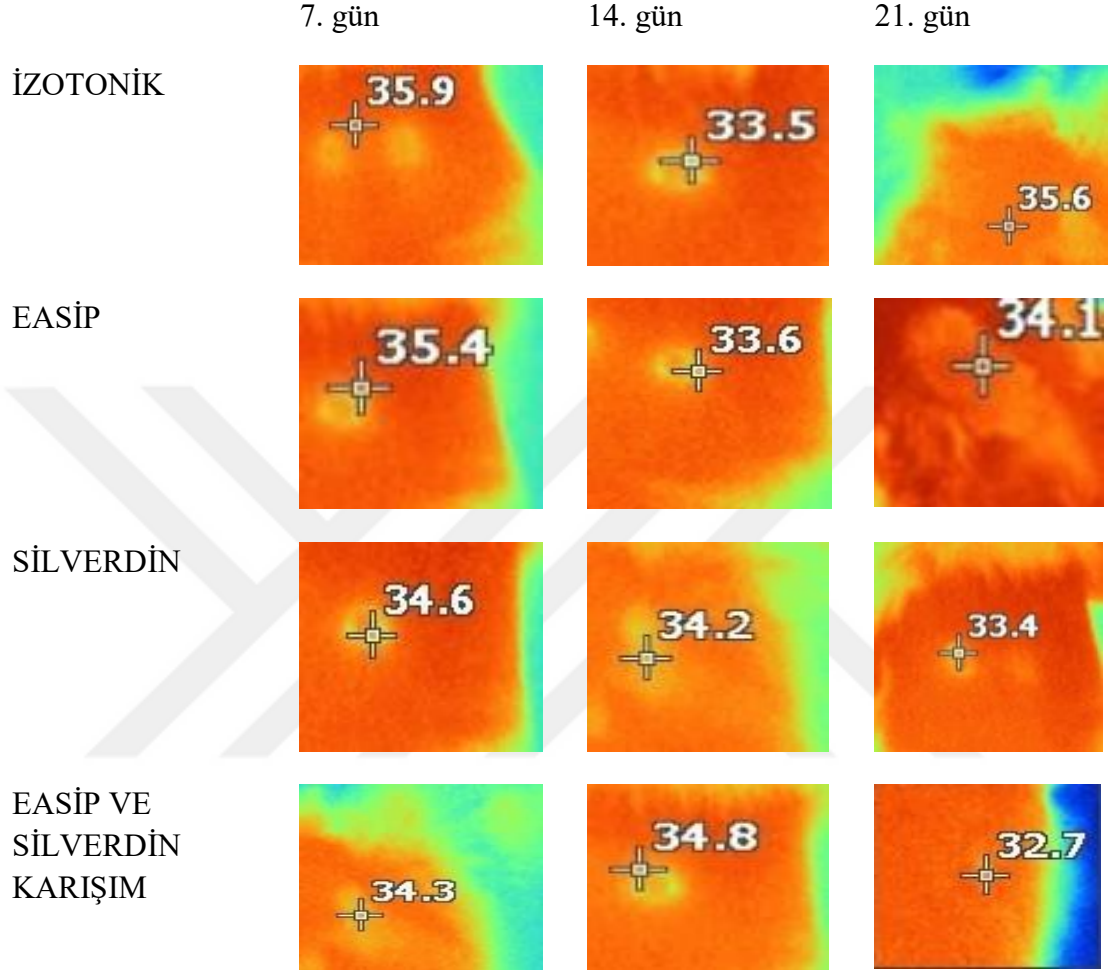 7. gün 14. gün 21. gün
İZOTONİK 35.9 33.5 35.6
EASİP 35.4 33.6 34.1
SİLVERDİN 34.6 34.2 33.4
EASİP VE
SİLVERDİN
KARIŞIM 34.3 34.8 32.7